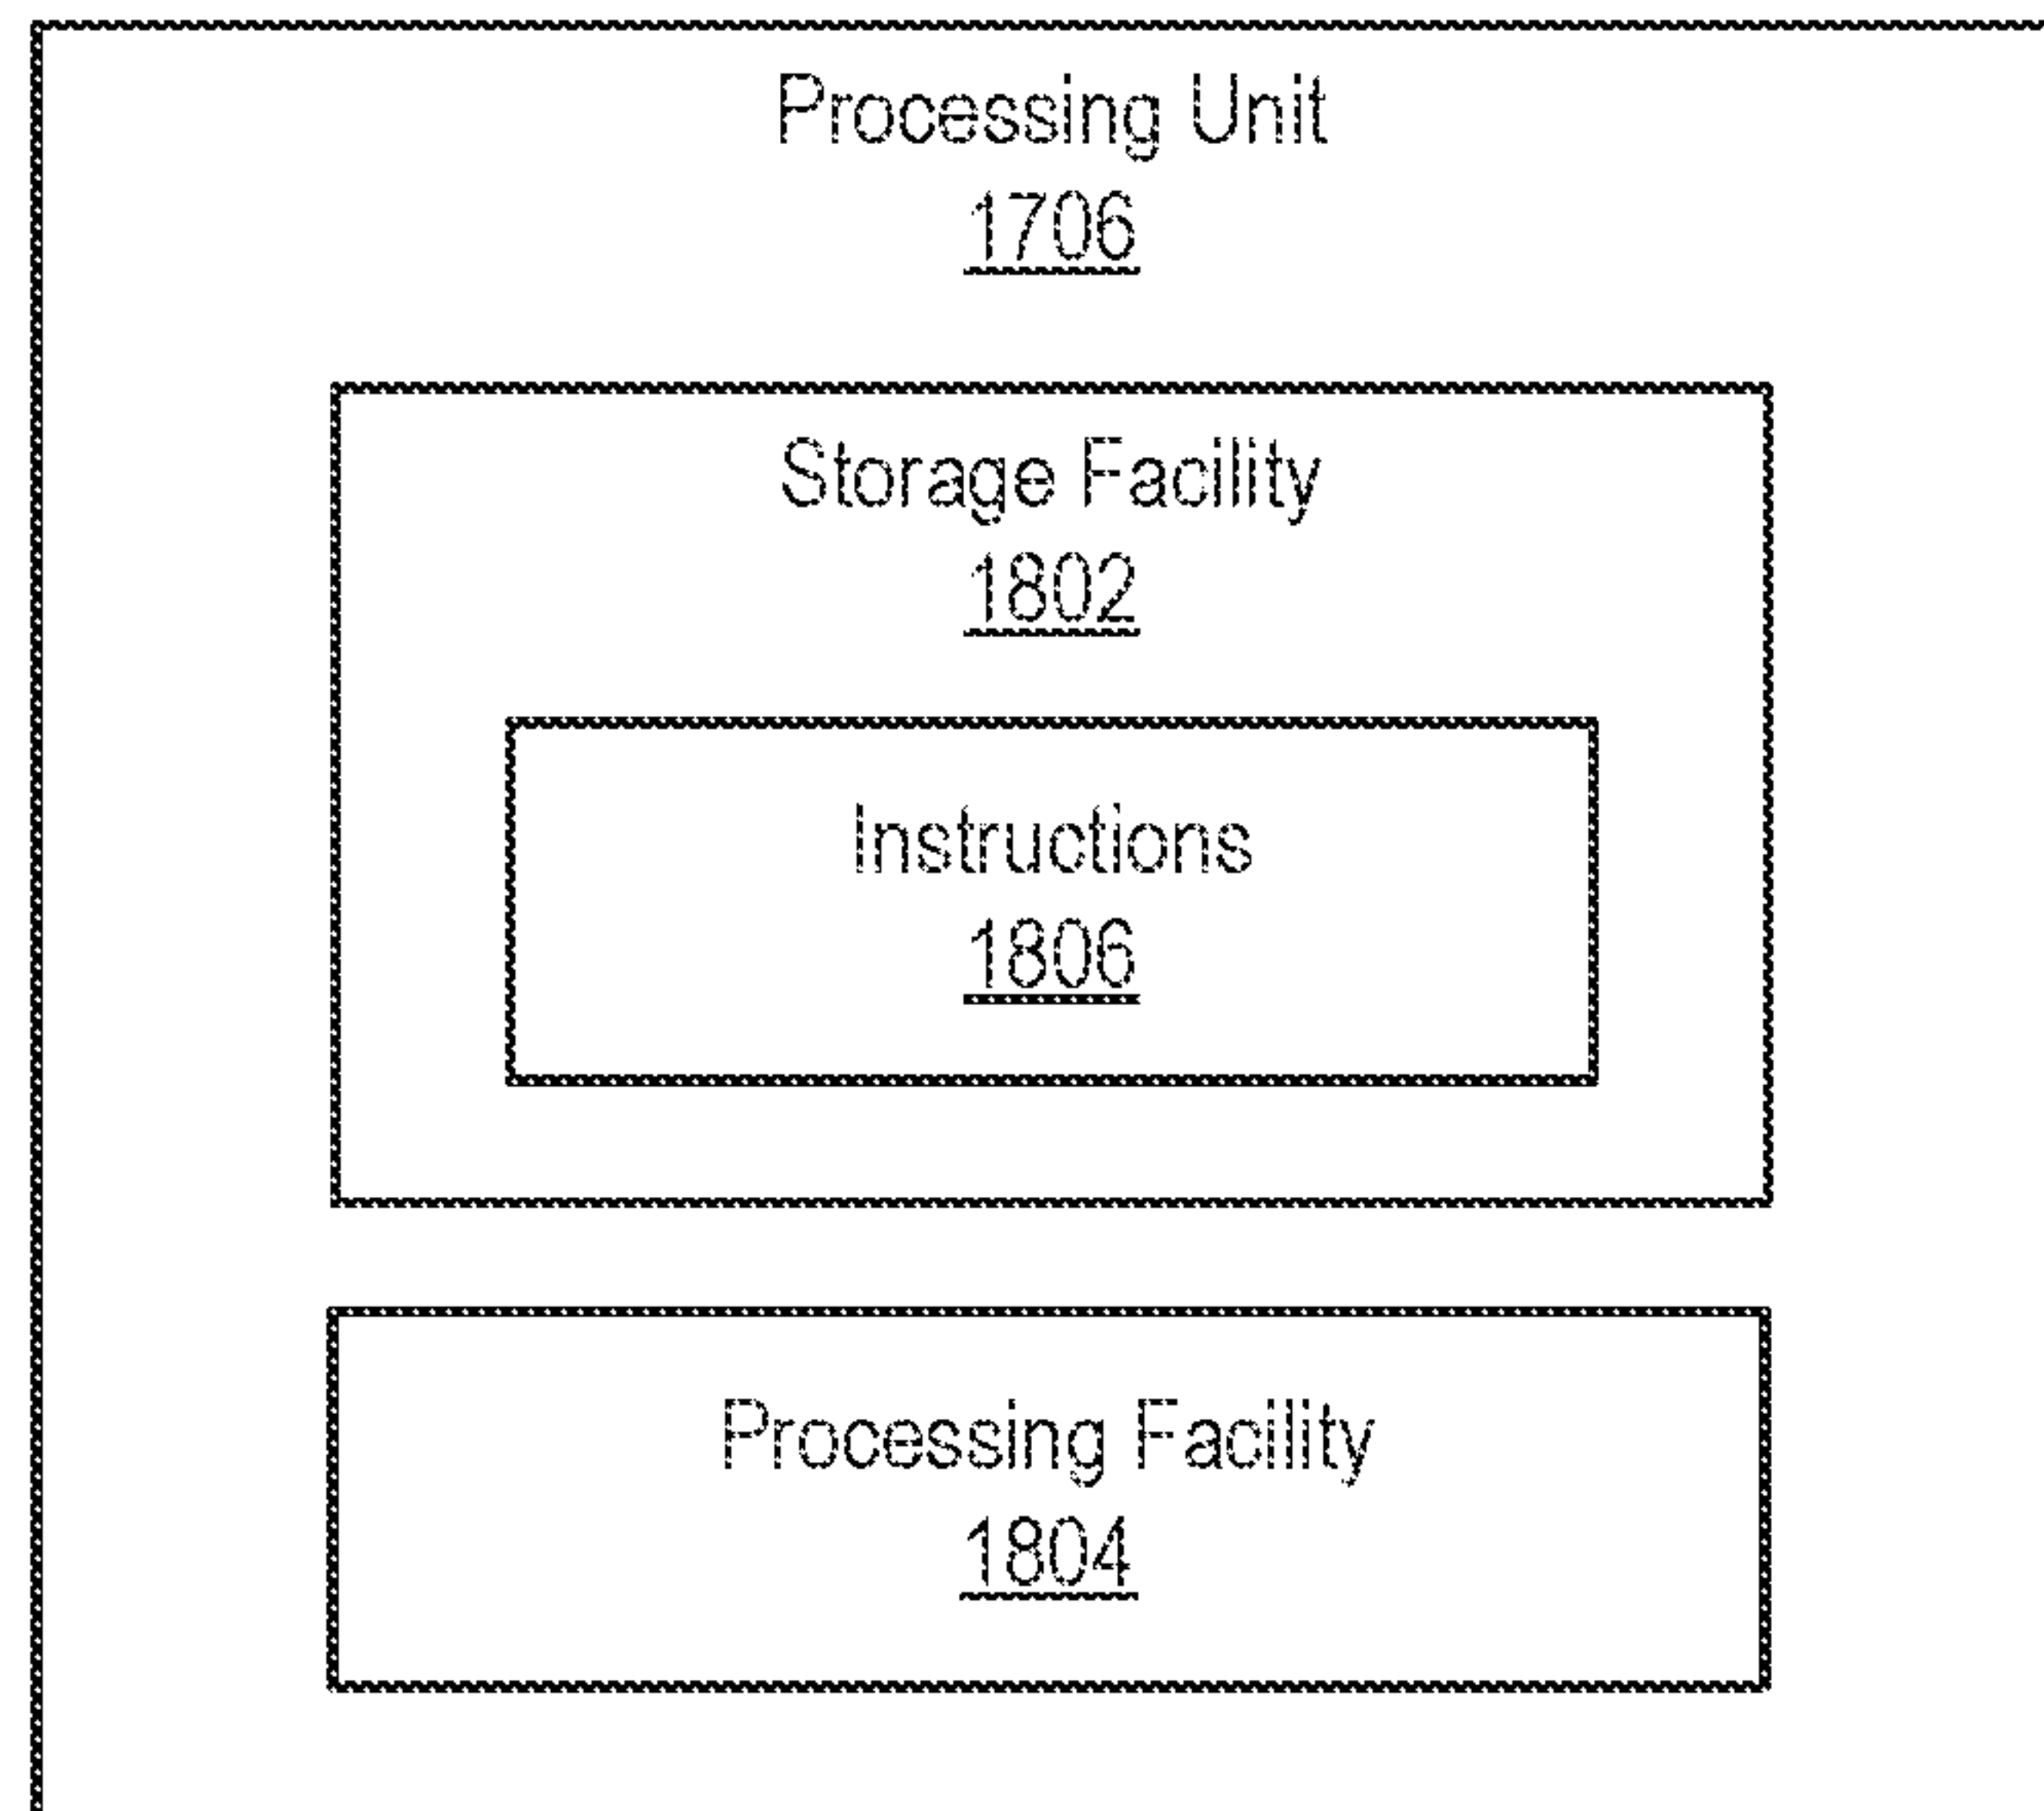 Processing Unit
1706
Storage Facility
1802
Instructions
1806
Processing Facility
1804